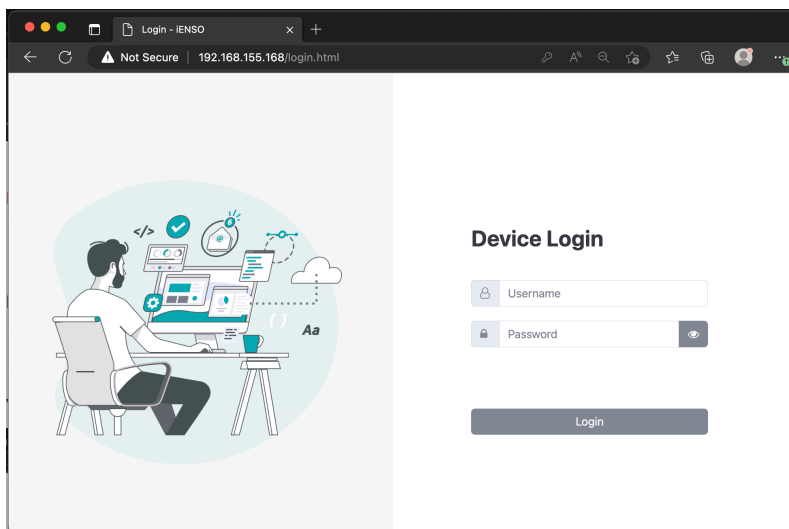 Login - iENSO
Not Secure | 192.168.155.168/login.html
</>
Aa
{ }
Device Login
Username
Password
Login